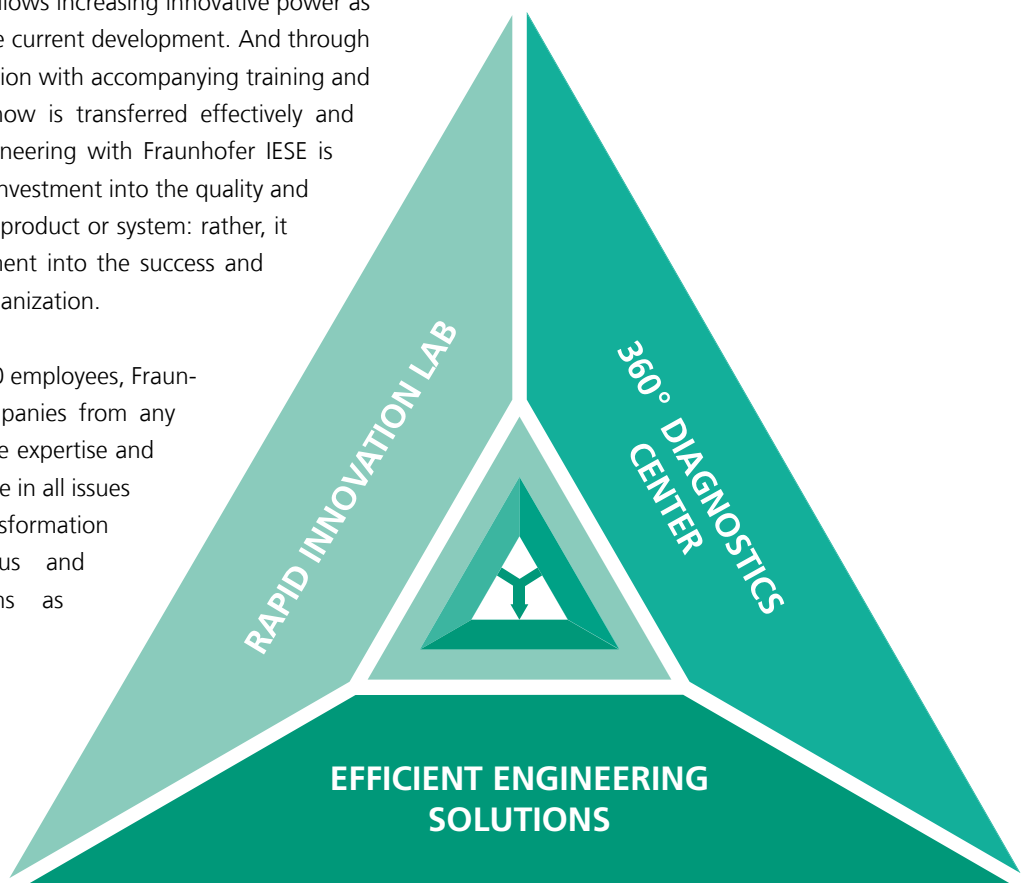 llows increasing innovative power as
e current development. And through
tion with accompanying training and
now is transferred effectively and
neering with Fraunhofer IESE is
nvestment into the quality and
product or system: rather, it
ment into the success and
anization.
0 employees, Fraun-
panies from any
e expertise and
e in all issues
sformation
us and
ns as
RAPID INNOVATION LAB
360° DIAGNOSTICS
CENTER
EFFICIENT ENGINEERING
SOLUTIONS